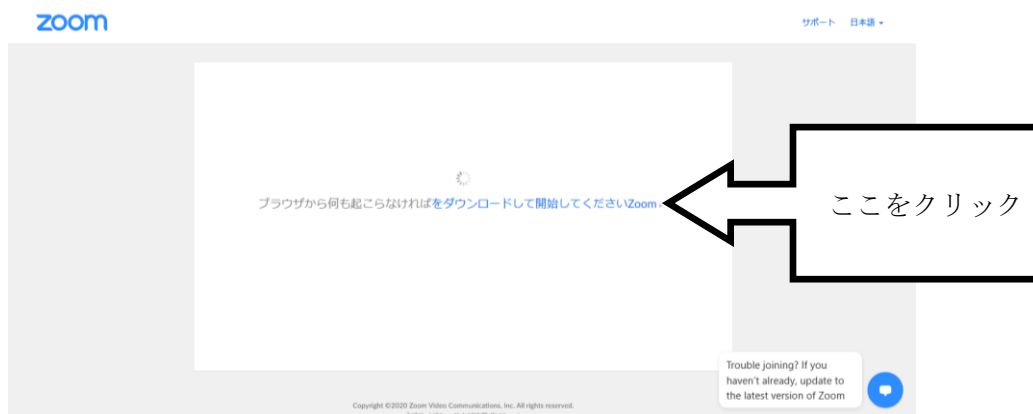 zoom
サポート 日本語
ブラウザから何も起こらなければをダウンロードして開始してくださいZoom
ここをクリック
Trouble joining? If you
haven't already, update to
the latest version of Zoom
Copyright ©2020 Zoom Video Communications, Inc. All rights reserved.